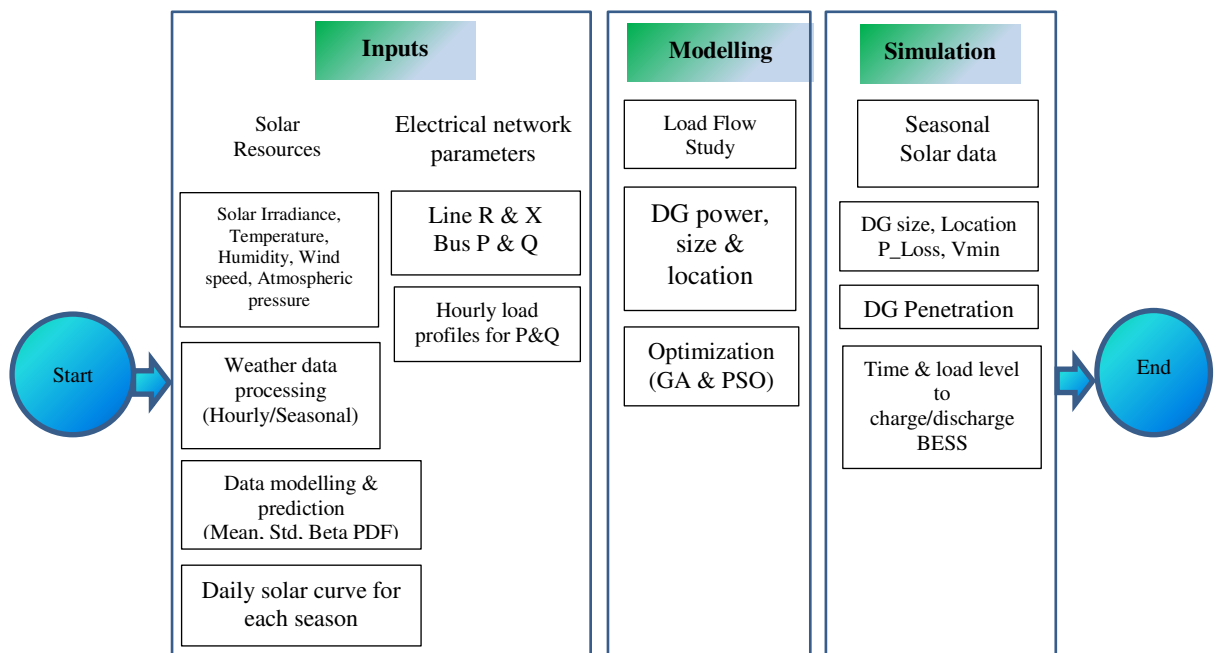 Start
Inputs
Solar
Resources
Solar Irradiance,
Temperature,
Humidity, Wind
speed, Atmospheric
pressure
Weather data
processing
(Hourly/Seasonal)
Data modelling &
prediction
(Mean, Std, Beta PDF)
Daily solar curve for
each season
Electrical network
parameters
Line R & X
Bus P & Q
Hourly load
profiles for P&Q
Modelling
Load Flow
Study
DG power,
size &
location
Optimization
(GA & PSO)
Simulation
Seasonal
Solar data
DG size, Location
P_Loss, Vmin
DG Penetration
Time & load level
to
charge/discharge
BESS
End